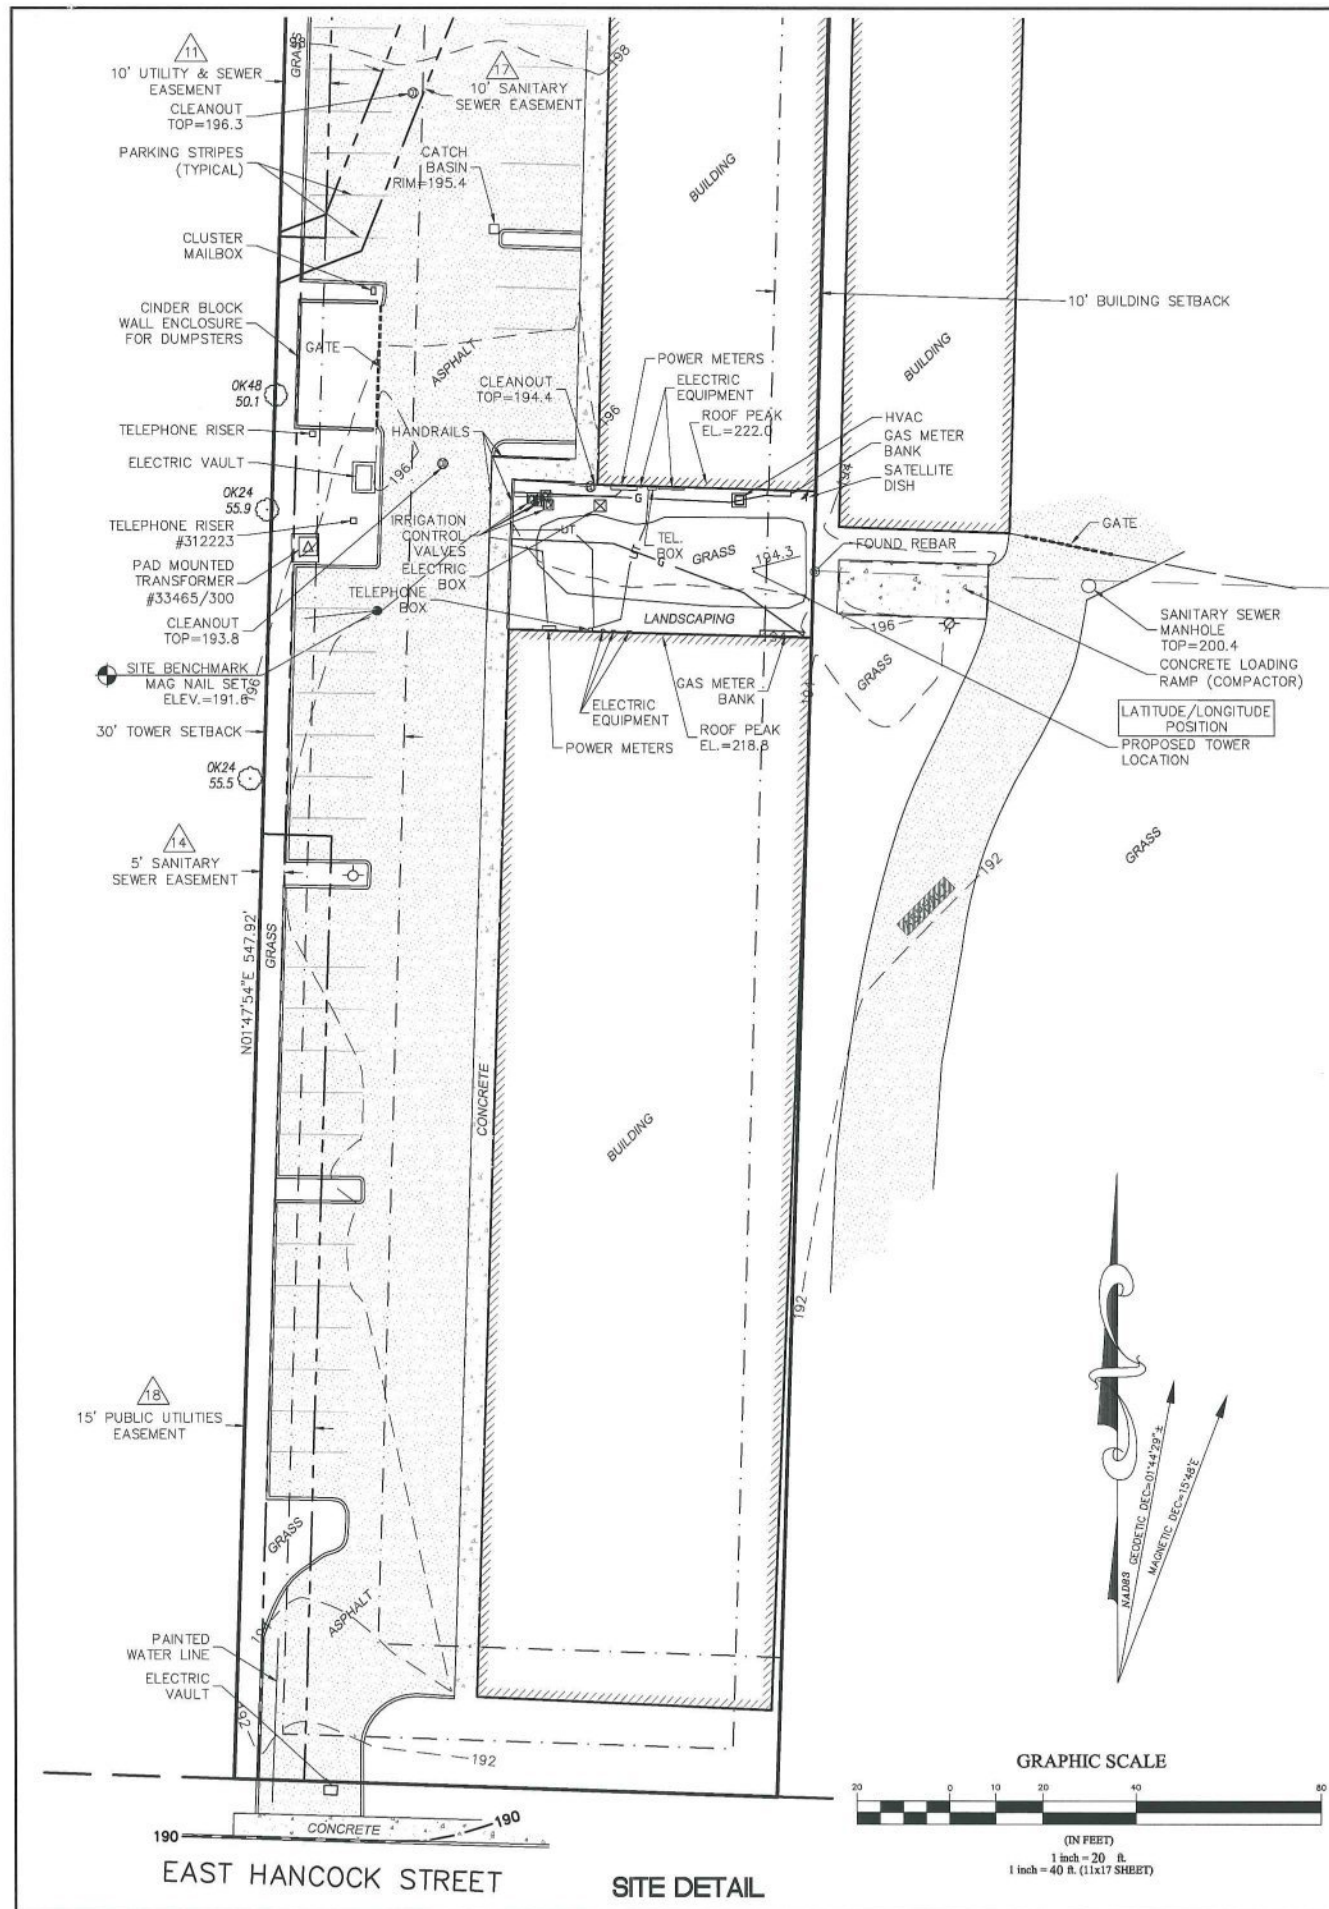 11
10' UTILITY & SEWER
EASEMENT
GRASS
98
198
17
10' SANITARY
SEWER EASEMENT
CLEANOUT
TOP=196.3
PARKING STRIPES
(TYPICAL)
CATCH
BASIN
RIM=195.4
BUILDING
CLUSTER
MAILBOX
10' BUILDING SETBACK
CINDER BLOCK
WALL ENCLOSURE
FOR DUMPSTERS
GATE
ASPHALT
BUILDING
POWER METERS
CLEANOUT
TOP=194.4
ELECTRIC
EQUIPMENT
OK48
50.1
196
ROOF PEAK
EL.=222.0
HVAC
TELEPHONE RISER
HANDRAILS
GAS METER
BANK
ELECTRIC VAULT
196
194
SATELLITE
DISH
OK24
55.9
G
TELEPHONE RISER
#312223
IRRIGATION
CONTROL
VALVES
UT
TEL.
BOX
GRASS
194.3
FOUND REBAR
GATE
PAD MOUNTED
TRANSFORMER
#33465/300
ELECTRIC
BOX
G
TELEPHONE
BOX
LANDSCAPING
196
SANITARY SEWER
MANHOLE
TOP=200.4
CLEANOUT
TOP=193.8
194
CONCRETE LOADING
RAMP (COMPACTOR)
SITE BENCHMARK
MAG NAIL SET
ELEV.=191.6
196
GRASS
GAS METER
BANK
194
LATITUDE/LONGITUDE
POSITION
ELECTRIC
EQUIPMENT
30' TOWER SETBACK
ROOF PEAK
EL.=218.8
POWER METERS
PROPOSED TOWER
LOCATION
OK24
55.5
14
5' SANITARY
SEWER EASEMENT
GRASS
192
N01°47'54"E 547.92'
GRASS
CONCRETE
BUILDING
192
18
15' PUBLIC UTILITIES
EASEMENT
NAD83 GEODETIC DEC=01°44'29"±
MAGNETIC DEC=15°48'E
GRASS
ASPHALT
194
PAINTED
WATER LINE
ELECTRIC
VAULT
192
192
GRAPHIC SCALE
20 0 10 20 40 80
(IN FEET)
1 inch = 20 ft.
1 inch = 40 ft. (11x17 SHEET)
190
CONCRETE
190
EAST HANCOCK STREET
SITE DETAIL